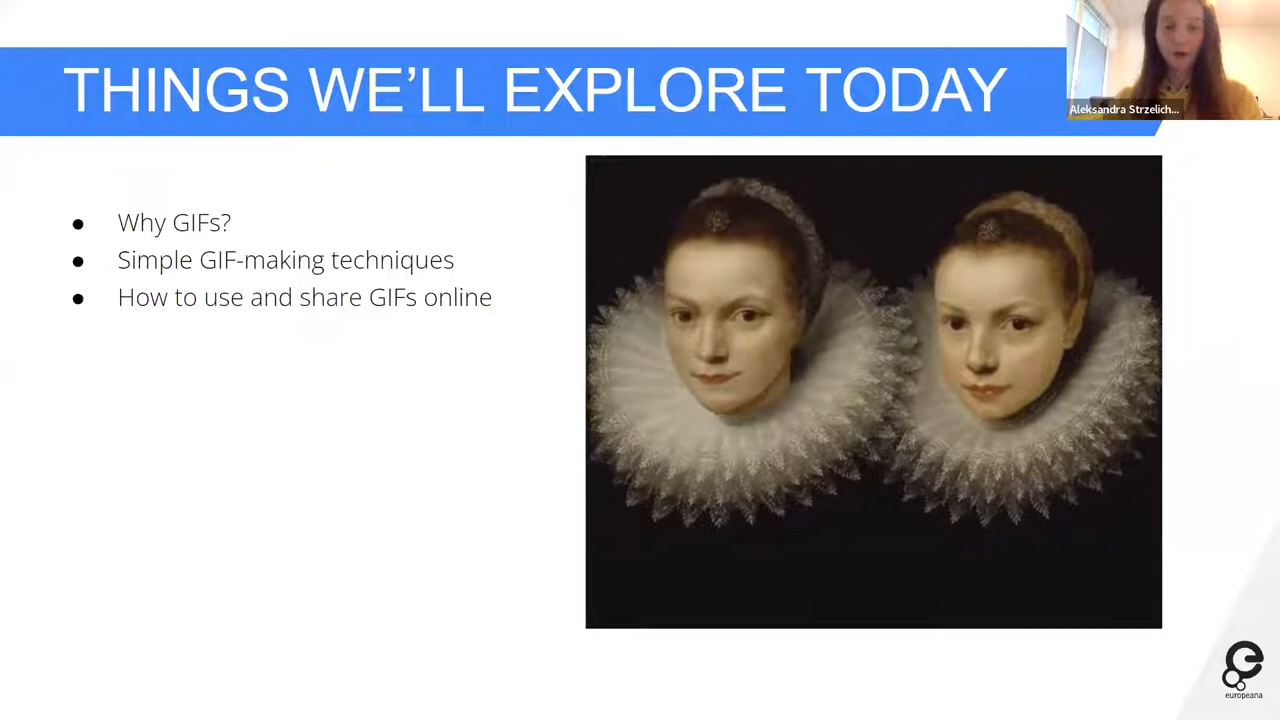 THINGS WE’LL EXPLORE TODAY
Aleksandra Strzelich...
● Why GIFs?
● Simple GIF-making techniques
● How to use and share GIFs online
europeana